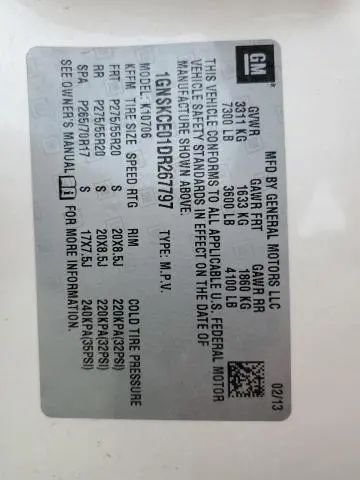 GM
MFD BY GENERAL MOTORS LLC
02/13
GVWR GAWR FRT GAWR RR
3311 KG 1633 KG 1860 KG
7300 LB 3600 LB 4100 LB
THIS VEHICLE CONFORMS TO ALL APPLICABLE U.S. FEDERAL MOTOR
VEHICLE SAFETY STANDARDS IN EFFECT ON THE DATE OF
MANUFACTURE SHOWN ABOVE.
1GNSKCE01DR267797 TYPE: M.P.V.
MODEL: K10706
KFFM TIRE SIZE SPEED RTG RIM COLD TIRE PRESSURE
FRT P275/55R20 S 20X8.5J 220KPA(32PSI)
RR P275/55R20 S 20X8.5J 220KPA(32PSI)
SPA P265/70R17 S 17X7.5J 240KPA(35PSI)
SEE OWNER'S MANUAL FOR MORE INFORMATION.